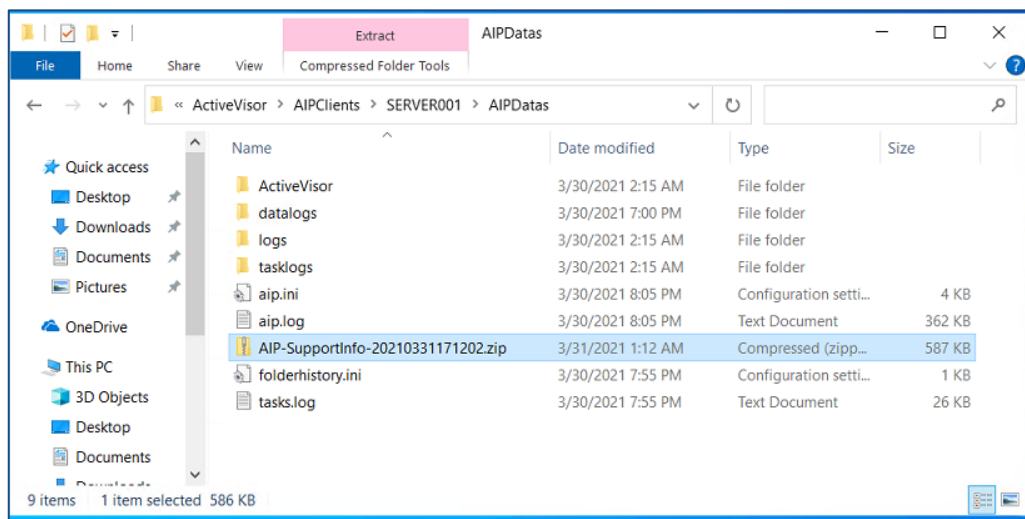 Extract AIPDatas
File Home Share View Compressed Folder Tools
« ActiveVisor > AIPClients > SERVER001 > AIPDatas
Name Date modified Type Size
Quick access
Desktop
Downloads
Documents
Pictures
OneDrive
This PC
3D Objects
Desktop
Documents
Downloads
ActiveVisor 3/30/2021 2:15 AM File folder
datalogs 3/30/2021 7:00 PM File folder
logs 3/30/2021 2:15 AM File folder
tasklogs 3/30/2021 2:15 AM File folder
aip.ini 3/30/2021 8:05 PM Configuration setti... 4 KB
aip.log 3/30/2021 8:05 PM Text Document 362 KB
AIP-SupportInfo-20210331171202.zip 3/31/2021 1:12 AM Compressed (zipp... 587 KB
folderhistory.ini 3/30/2021 7:55 PM Configuration setti... 1 KB
tasks.log 3/30/2021 7:55 PM Text Document 26 KB
9 items 1 item selected 586 KB